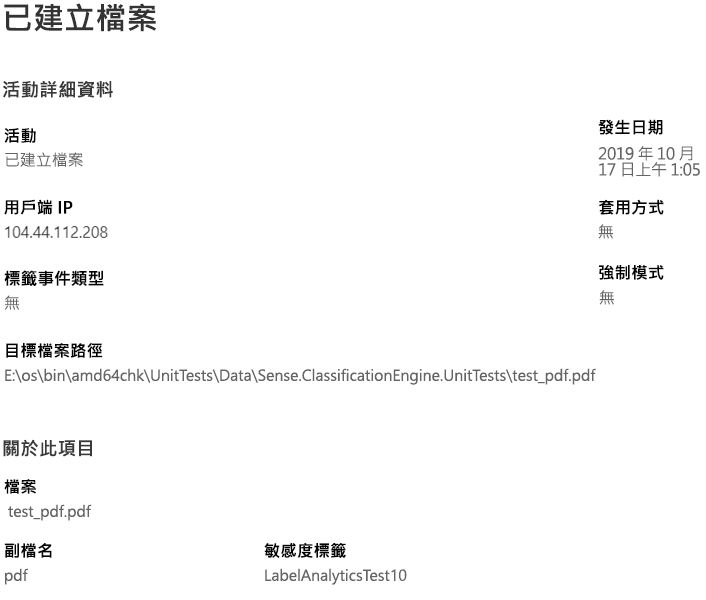 已建立檔案
活動詳細資料
活動
已建立檔案
發生日期
2019 年 10 月
17 日上午 1:05
用戶端 IP
104.44.112.208
套用方式
無
標籤事件類型
無
強制模式
無
目標檔案路徑
E:\os\bin\amd64chk\UnitTests\Data\Sense.ClassificationEngine.UnitTests\test_pdf.pdf
關於此項目
檔案
test_pdf.pdf
副檔名
pdf
敏感度標籤
LabelAnalyticsTest10